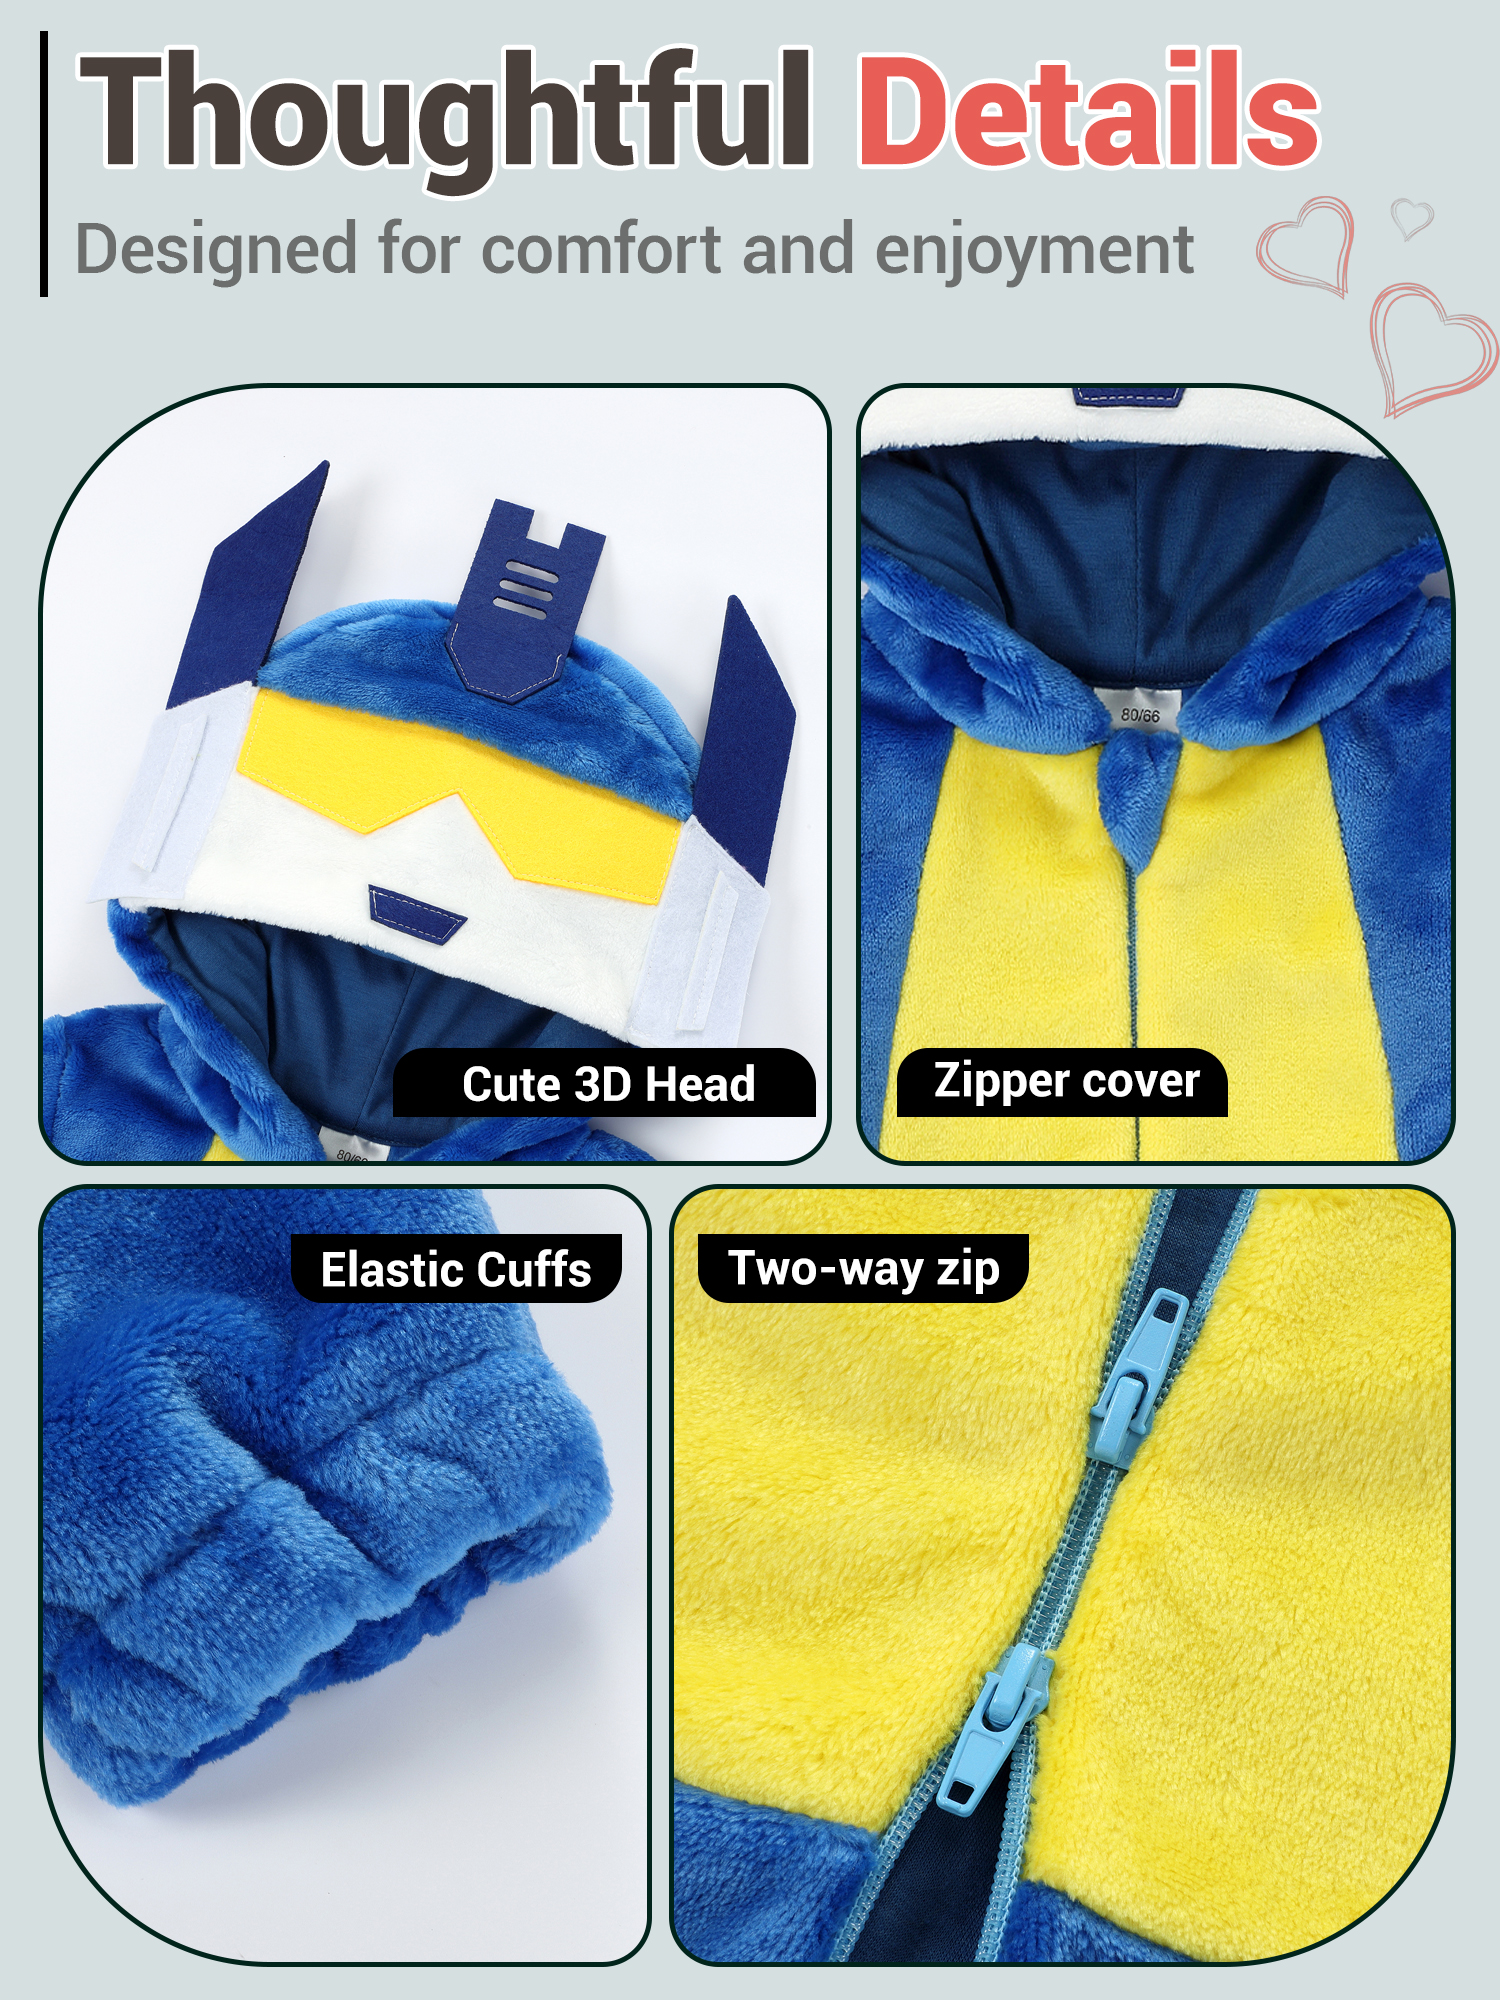 Thoughtful Details
Designed for comfort and enjoyment
Cute 3D Head
80/66
Zipper cover
Elastic Cuffs
Two-way zip